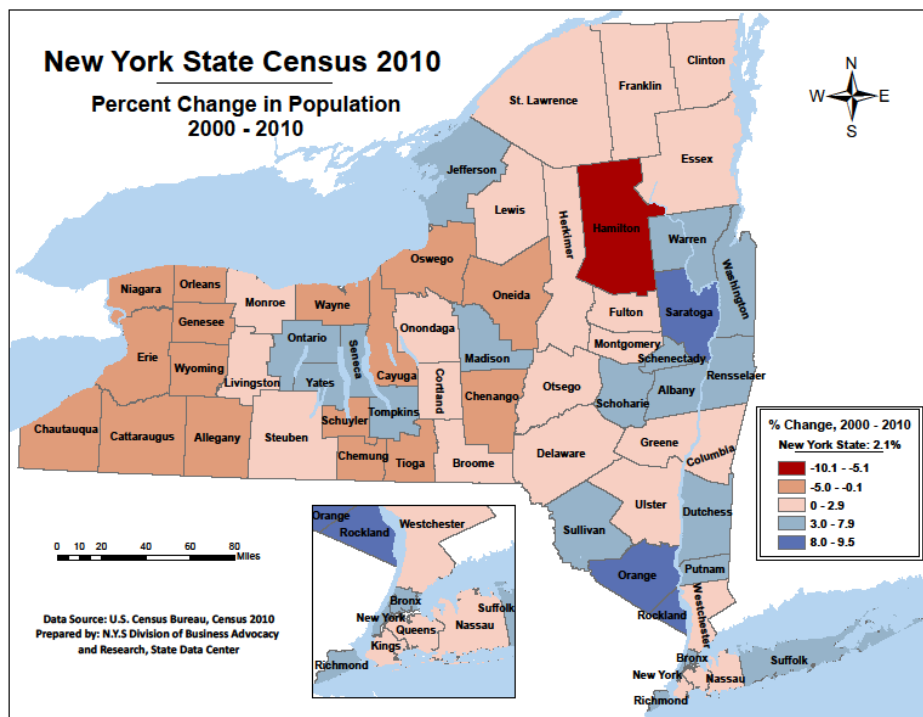 New York State Census 2010
Percent Change in Population
2000 - 2010
N
W
E
S
Clinton
Franklin
St. Lawrence
Essex
Jefferson
Lewis
Herkimer
Hamilton
Warren
Washington
Oswego
Oneida
Niagara
Orleans
Monroe
Wayne
Fulton
Saratoga
Genesee
Ontario
Seneca
Onondaga
Montgomery
Erie
Wyoming
Madison
Schenectady
Livingston
Yates
Cayuga
Cortland
Otsego
Rensselaer
Tompkins
Chenango
Schoharie
Albany
Schuyler
Chautauqua
Cattaraugus
Allegany
Steuben
Chemung
Tioga
Broome
Delaware
Greene
Columbia
Ulster
Sullivan
Dutchess
Orange
Putnam
Rockland
Westchester
Bronx
New York
Nassau
Suffolk
Richmond
% Change, 2000 - 2010
New York State: 2.1%
-10.1 - -5.1
-5.0 - -0.1
0 - 2.9
3.0 - 7.9
8.0 - 9.5
0 10 20 40 60 80
Miles
Orange
Rockland
Westchester
Bronx
New York
Queens
Kings
Nassau
Suffolk
Richmond
Data Source: U.S. Census Bureau, Census 2010
Prepared by: N.Y.S Division of Business Advocacy
and Research, State Data Center